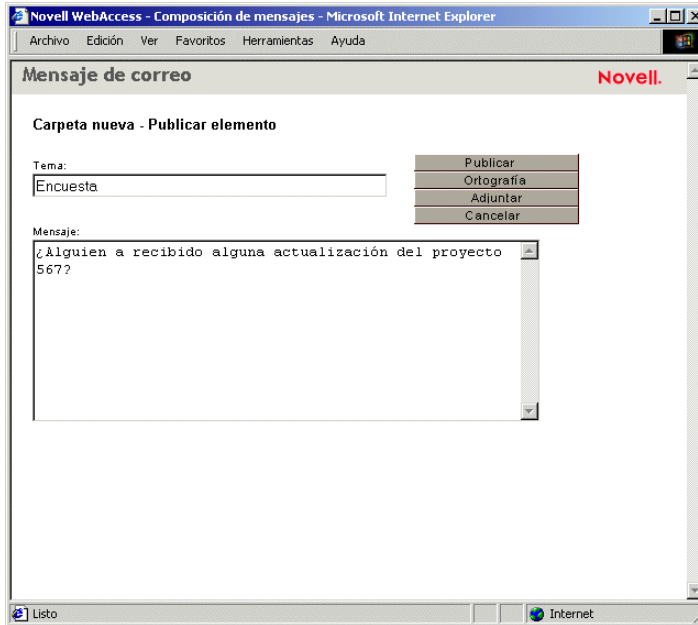 Novell WebAccess - Composición de mensajes - Microsoft Internet Explorer
Archivo Edición Ver Favoritos Herramientas Ayuda
Mensaje de correo
Novell.
Carpeta nueva - Publicar elemento
Tema:
Encuesta
Publicar
Ortografía
Adjuntar
Cancelar
Mensaje:
¿Alguien a recibido alguna actualización del proyecto
567?
Listo
Internet